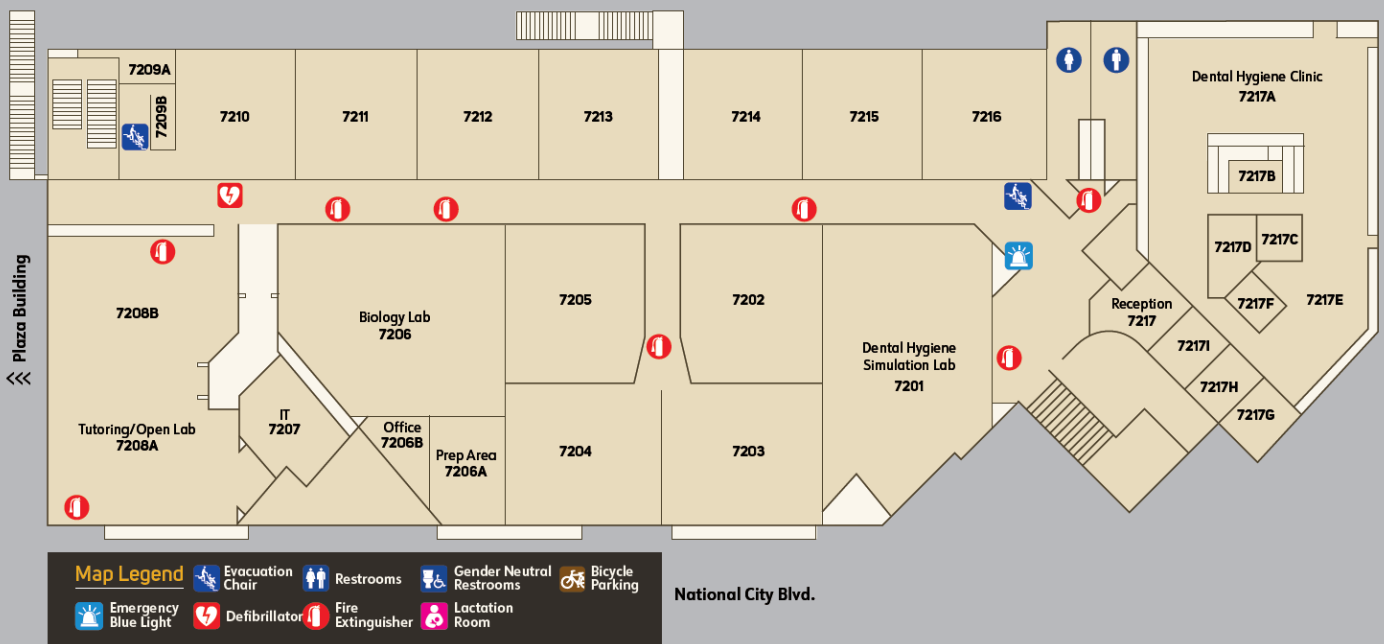 7209A
7209B
7210
7211
7212
7213
7214
7215
7216
Dental Hygiene Clinic
7217A
7217B
7217C
7217D
7217F
7217E
Plaza Building
7208B
Biology Lab
7206
7205
7202
Reception
7217
7217I
7217H
7217G
Dental Hygiene
Simulation Lab
7201
Tutoring/Open Lab
7208A
IT
7207
Office
7206B
Prep Area
7206A
7204
7203
Map Legend
Evacuation
Chair
Restrooms
Gender Neutral
Restrooms
Bicycle
Parking
Emergency
Blue Light
Defibrillator
Fire
Extinguisher
Lactation
Room
National City Blvd.